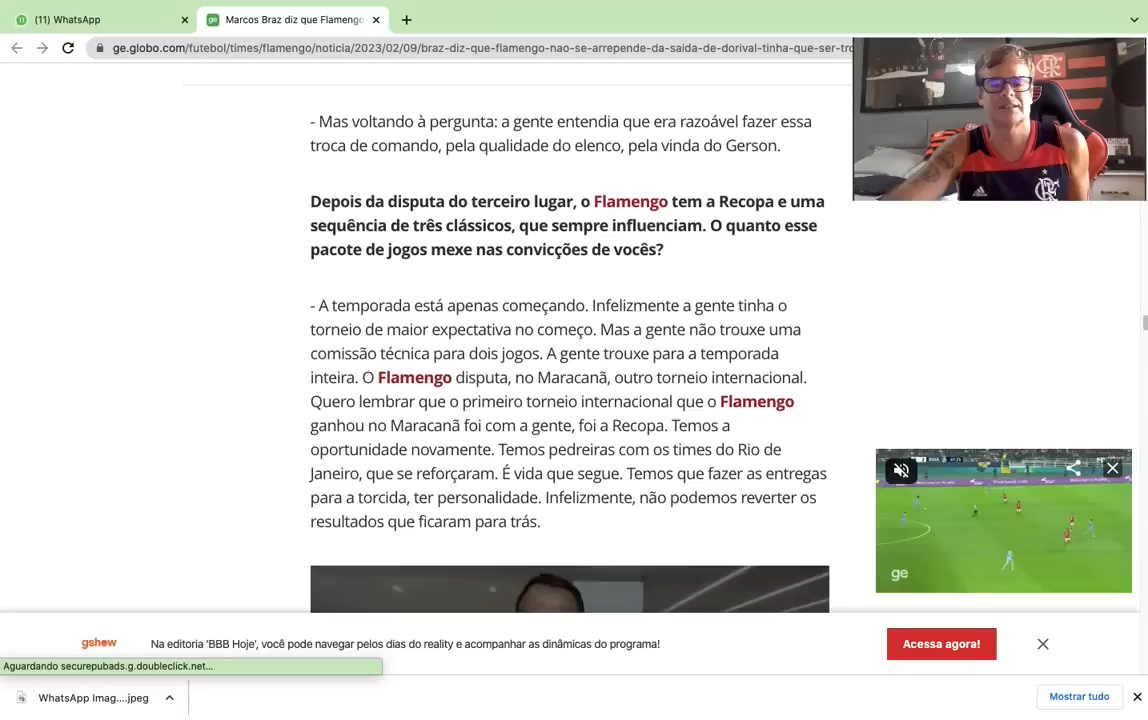 (11) WhatsApp
ge
Marcos Braz diz que Flamengo
ge.globo.com/futebol/times/flamengo/noticia/2023/02/09/braz-diz-que-flamengo-nao-se-arrepende-da-saida-de-dorival-tinha-que-ser-tro
- Mas voltando à pergunta: a gente entendia que era razoável fazer essa
troca de comando, pela qualidade do elenco, pela vinda do Gerson.
Depois da disputa do terceiro lugar, o Flamengo tem a Recopa e uma
sequência de três clássicos, que sempre influenciam. O quanto esse
pacote de jogos mexe nas convicções de vocês?
- A temporada está apenas começando. Infelizmente a gente tinha o
torneio de maior expectativa no começo. Mas a gente não trouxe uma
comissão técnica para dois jogos. A gente trouxe para a temporada
inteira. O Flamengo disputa, no Maracanã, outro torneio internacional.
Quero lembrar que o primeiro torneio internacional que o Flamengo
ganhou no Maracanã foi com a gente, foi a Recopa. Temos a
oportunidade novamente. Temos pedreiras com os times do Rio de
Janeiro, que se reforçaram. É vida que segue. Temos que fazer as entregas
para a torcida, ter personalidade. Infelizmente, não podemos reverter os
resultados que ficaram para trás.
ge
gshow
Na editoria 'BBB Hoje', você pode navegar pelos dias do reality e acompanhar as dinâmicas do programa!
Acessa agora!
Aguardando securepubads.g.doubleclick.net...
WhatsApp Imag....jpeg
Mostrar tudo